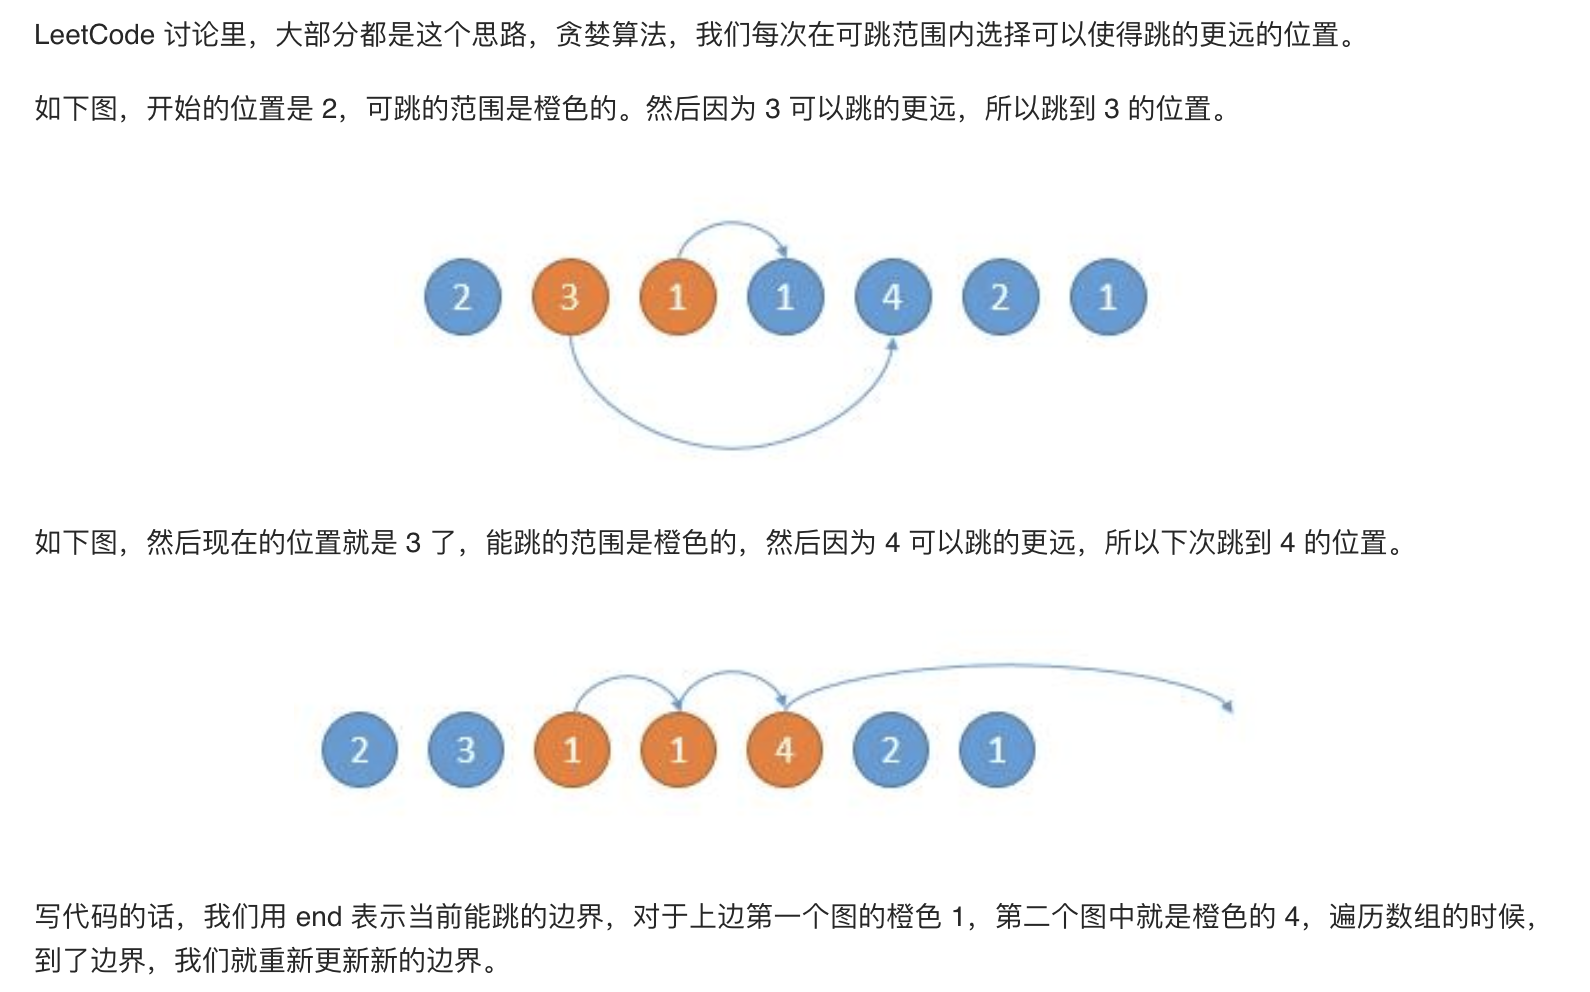 LeetCode 讨论里，大部分都是这个思路，贪婪算法，我们每次在可跳范围内选择可以使得跳的更远的位置。
如下图，开始的位置是 2，可跳的范围是橙色的。然后因为 3 可以跳的更远，所以跳到 3 的位置。
2 3 1 1 4 2 1
如下图，然后现在的位置就是 3 了，能跳的范围是橙色的，然后因为 4 可以跳的更远，所以下次跳到 4 的位置。
2 3 1 1 4 2 1
写代码的话，我们用 end 表示当前能跳的边界，对于上边第一个图的橙色 1，第二个图中就是橙色的 4，遍历数组的时候，
到了边界，我们就重新更新新的边界。